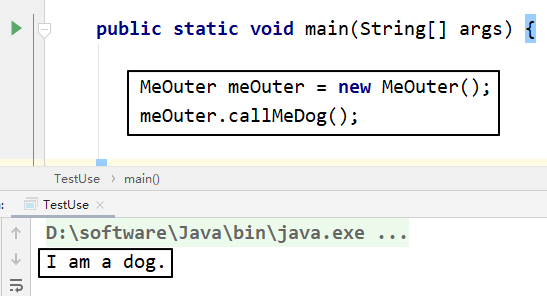 public static void main(String[] args) {
MeOuter meOuter = new MeOuter();
meOuter.callMeDog();
TestUse › main()
: TestUse ×
D:\software\Java\bin\java.exe ...
I am a dog.